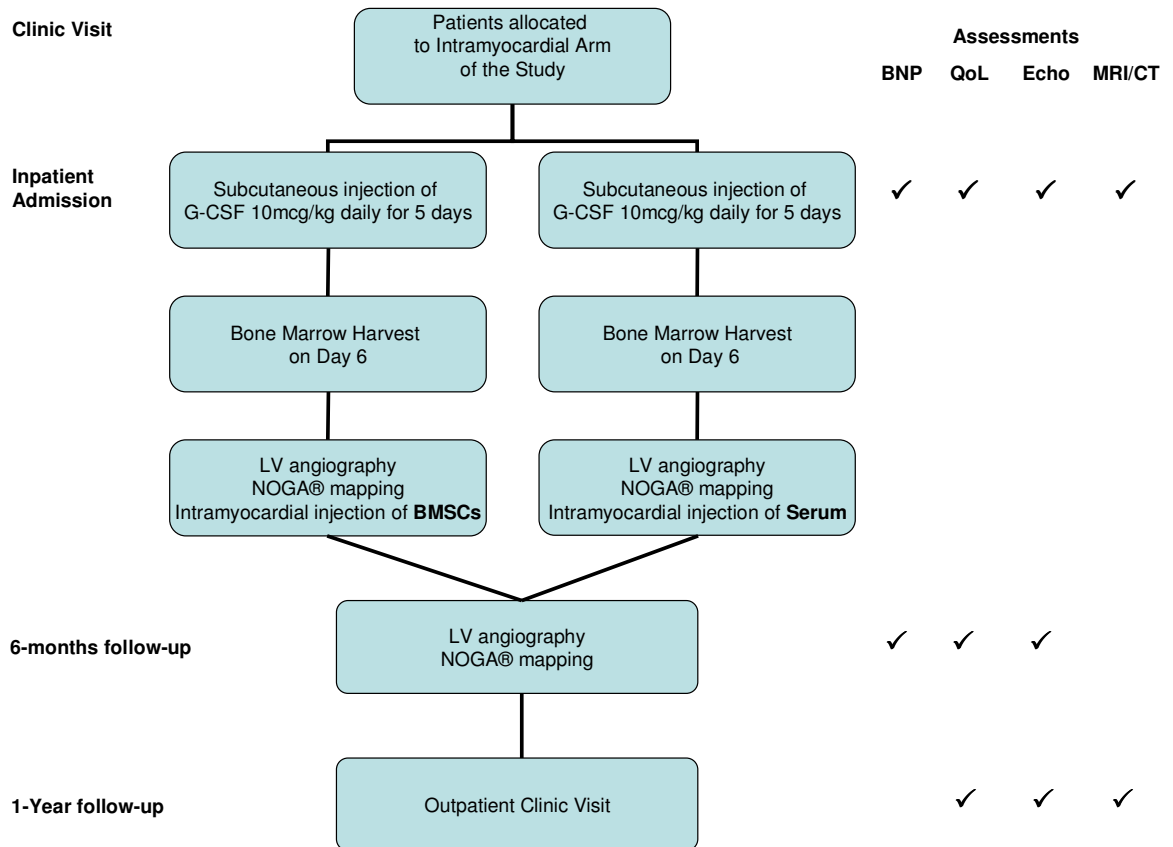 Clinic Visit
Patients allocated
to Intramyocardial Arm
of the Study
Assessments
BNP QoL Echo MRI/CT
Inpatient
Admission
Subcutaneous injection of
G-CSF 10mcg/kg daily for 5 days
Subcutaneous injection of
G-CSF 10mcg/kg daily for 5 days
✓ ✓ ✓ ✓
Bone Marrow Harvest
on Day 6
Bone Marrow Harvest
on Day 6
LV angiography
NOGA® mapping
Intramyocardial injection of BMSCs
LV angiography
NOGA® mapping
Intramyocardial injection of Serum
6-months follow-up
LV angiography
NOGA® mapping
✓ ✓ ✓
1-Year follow-up
Outpatient Clinic Visit
✓ ✓ ✓